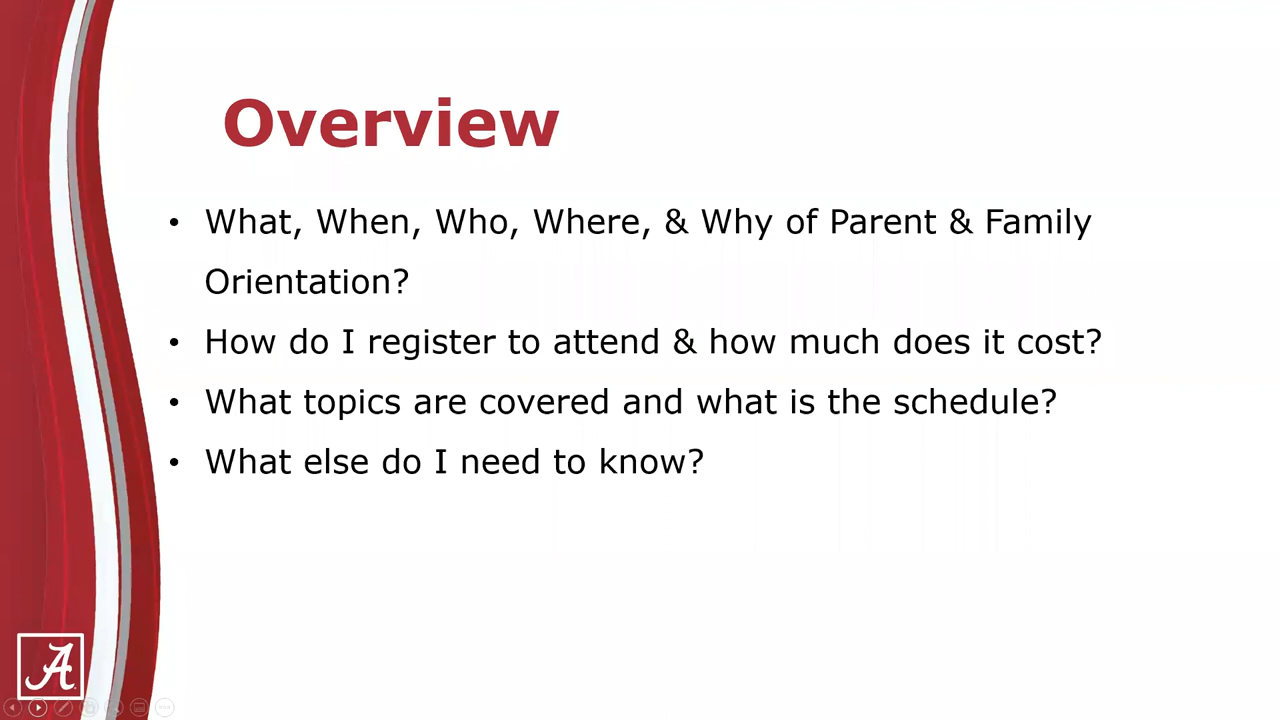 Overview
• What, When, Who, Where, & Why of Parent & Family
Orientation?
• How do I register to attend & how much does it cost?
• What topics are covered and what is the schedule?
• What else do I need to know?
A